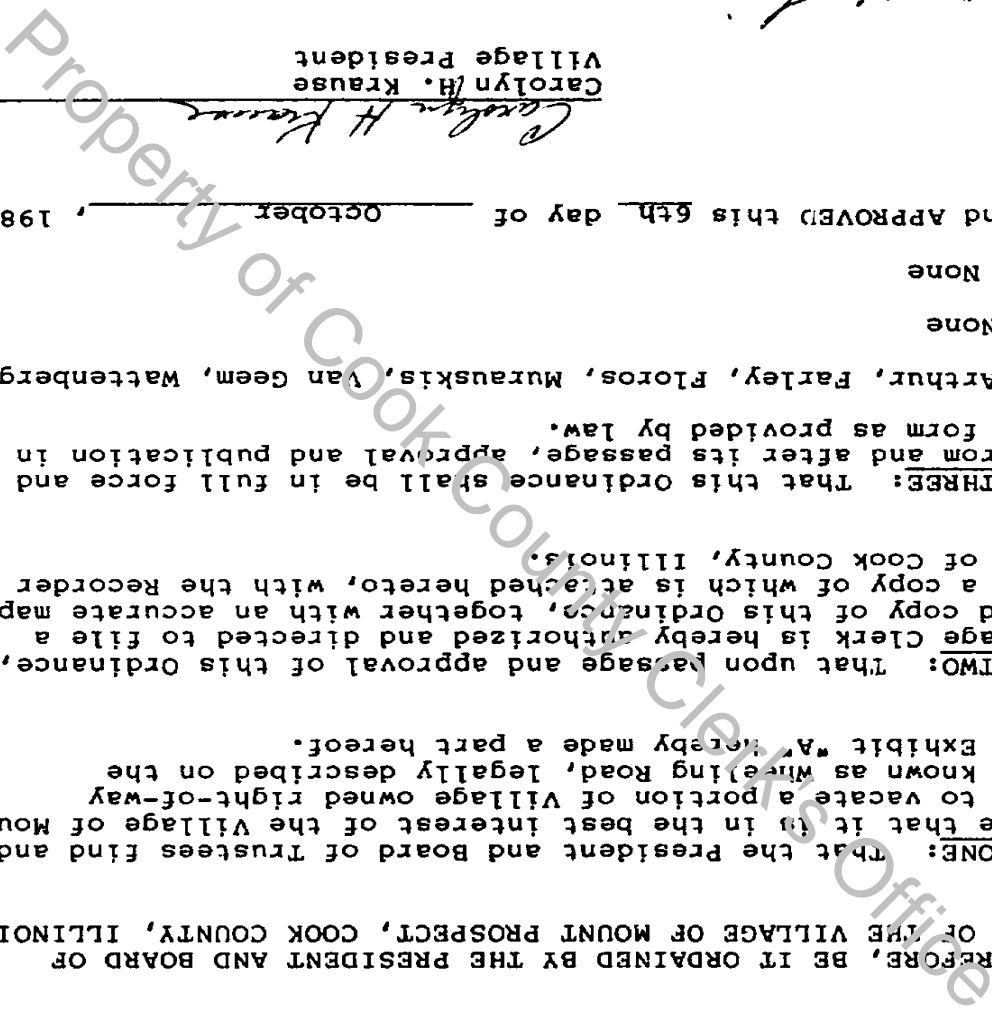 REFORE, BE IT ORDAINED BY THE PRESIDENT AND BOARD OF
OF THE VILLAGE OF MOUNT PROSPECT, COOK COUNTY, ILLINOI
ONE: That the President and Board of Trustees find and
e that it is in the best interest of the Village of Mou
to vacate a portion of Village owned right-of-way
known as Wheeling Road, legally described on the
Exhibit "A" hereby made a part hereof.
TWO: That upon passage and approval of this Ordinance,
age Clerk is hereby authorized and directed to file a
d copy of this Ordinance, together with an accurate map
a copy of which is attached hereto, with the Recorder
of Cook County, Illinois.
THREE: That this Ordinance shall be in full force and
rom and after its passage, approval and publication in
form as provided by law.
Arthur, Farley, Floros, Murauskis, Van Geem, Wattenberg
None
None
nd APPROVED this 6th day of October, 198
Carolyn H Krause
Carolyn H. Krause
Village President
Property of Cook County Clerk's Office